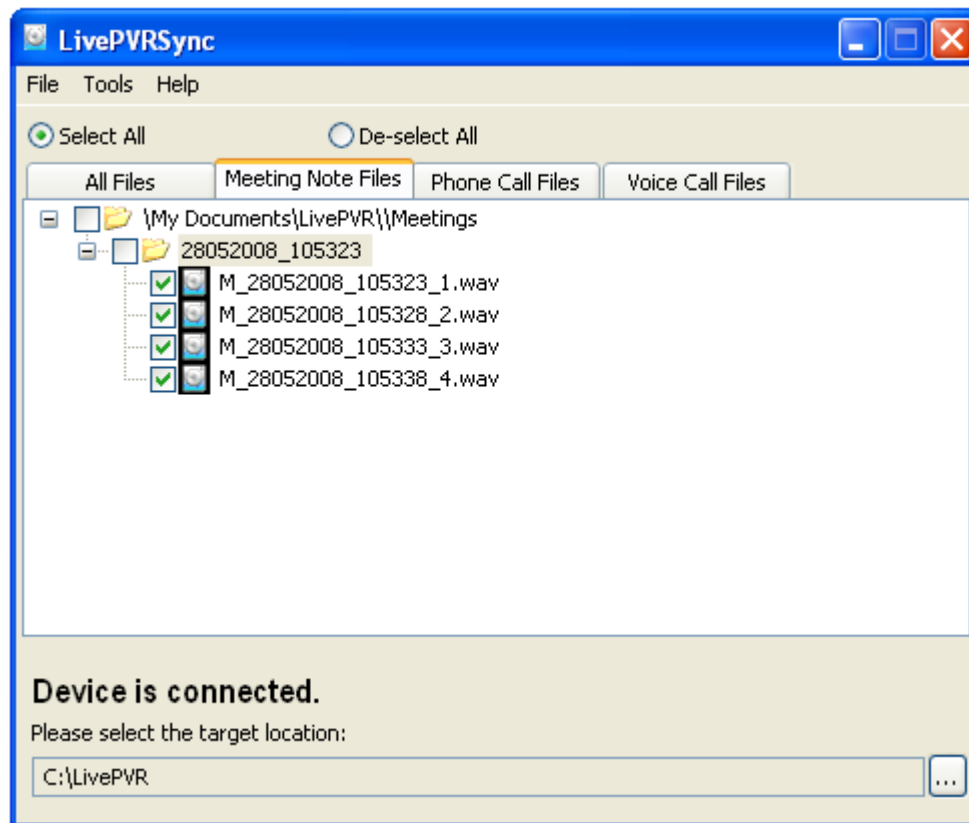 LivePVRSync
File Tools Help
Select All De-select All
All Files Meeting Note Files Phone Call Files Voice Call Files
\My Documents\LivePVR\\Meetings
28052008_105323
M_28052008_105323_1.wav
M_28052008_105328_2.wav
M_28052008_105333_3.wav
M_28052008_105338_4.wav
Device is connected.
Please select the target location:
C:\LivePVR ...